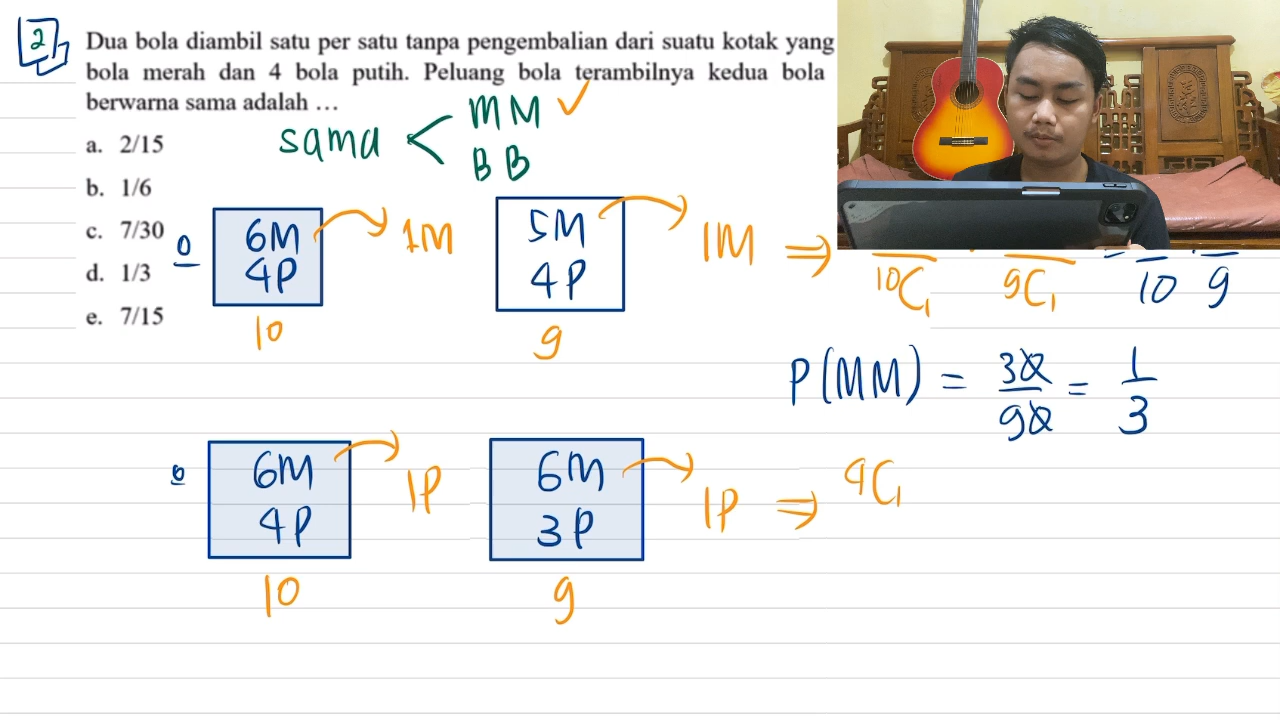 2
Dua bola diambil satu per satu tanpa pengembalian dari suatu kotak yang
bola merah dan 4 bola putih. Peluang bola terambilnya kedua bola
berwarna sama adalah …
a. 2/15
b. 1/6
c. 7/30
d. 1/3
e. 7/15
sama < MM ✓
BB
6M
4P
10
1M
5M
4P
9
1M ⇒
10C₁ 9C₁ = 10 · 9
P(MM) = 30/90 = 1/3
6M
4P
10
1P
6M
3P
9
1P ⇒ 4C₁